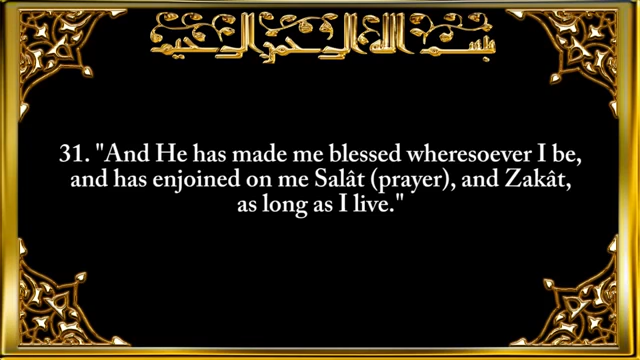 بسم الله الرحمن الرحيم
31. "And He has made me blessed wheresoever I be,
and has enjoined on me Salât (prayer), and Zakât,
as long as I live."